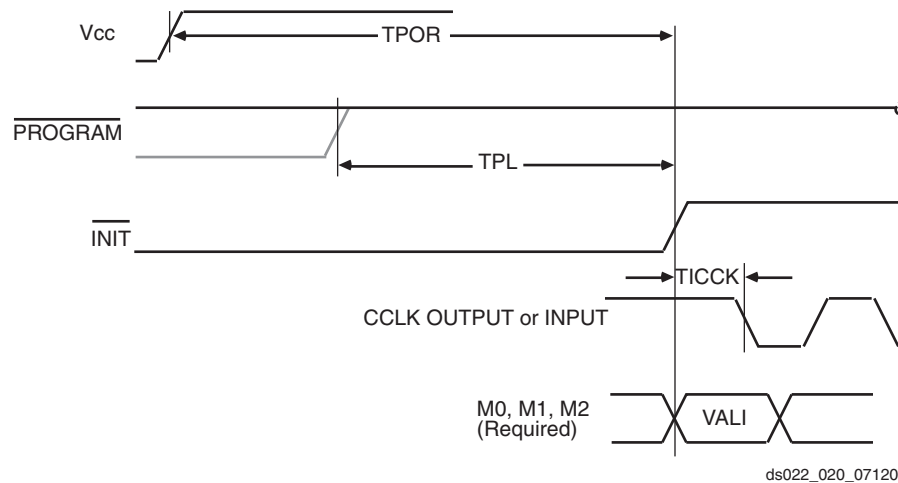 Vcc
TPOR
PROGRAM
TPL
INIT
TICCK
CCLK OUTPUT or INPUT
M0, M1, M2
(Required)
VALI
ds022_020_07120